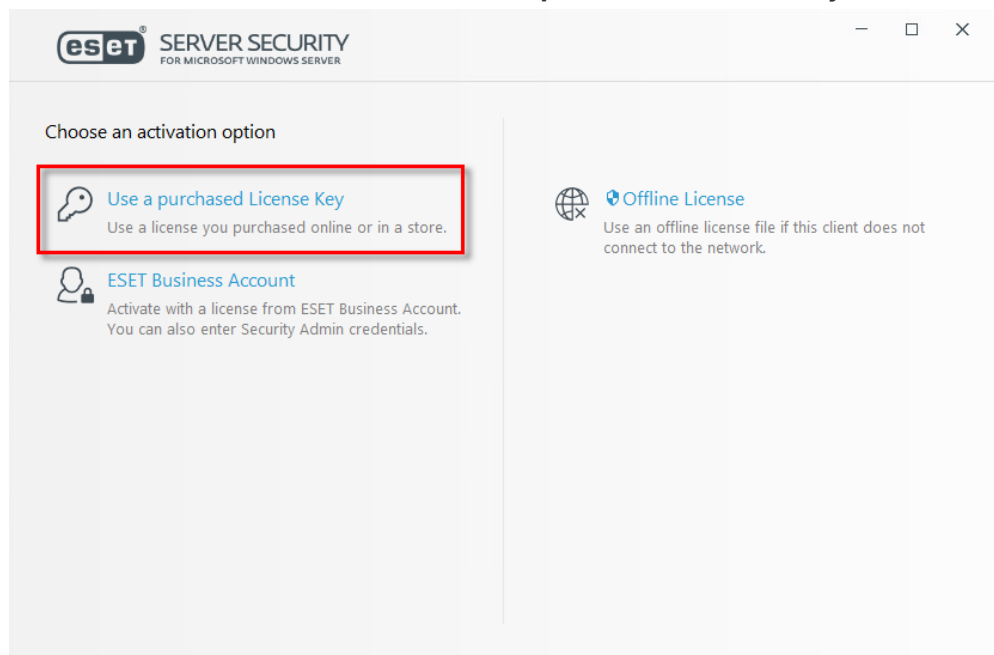 eset® SERVER SECURITY
FOR MICROSOFT WINDOWS SERVER
Choose an activation option
Use a purchased License Key
Use a license you purchased online or in a store.
ESET Business Account
Activate with a license from ESET Business Account.
You can also enter Security Admin credentials.
Offline License
Use an offline license file if this client does not
connect to the network.